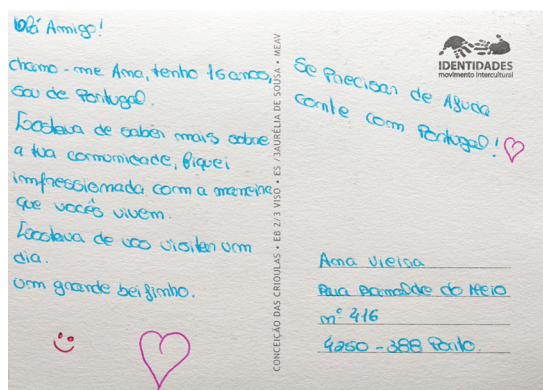 Olá Amigo!
chamo-me Ana, tenho 16 anos,
sou de Portugal.
Gostava de saber mais sobre
a tua comunidade, fiquei
impressionada com a maneira
que vocês vivem.
Gostava de vos visitar um
dia.
um grande beijinho.
CONCEIÇÃO DAS CRIOULAS • EB 2/3 VISO • ES /3AURÉLIA DE SOUSA • MEAV
IDENTIDADES
movimento intercultural
Se Precisar de Ajuda
conte com Portugal!
Ana Vieira
Rua do Meio
nº 416
4250-388 Porto.